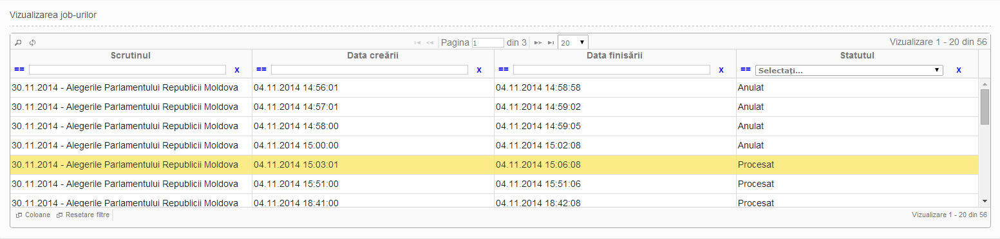 Vizualizarea job-urilor
Pagina 1 din 3 20 Vizualizare 1 - 20 din 56
Scrutinul Data creării Data finisării Statutul
== x == x == x == Selectați... x
30.11.2014 - Alegerile Parlamentului Republicii Moldova 04.11.2014 14:56:01 04.11.2014 14:58:58 Anulat
30.11.2014 - Alegerile Parlamentului Republicii Moldova 04.11.2014 14:57:01 04.11.2014 14:59:02 Anulat
30.11.2014 - Alegerile Parlamentului Republicii Moldova 04.11.2014 14:58:00 04.11.2014 14:59:05 Anulat
30.11.2014 - Alegerile Parlamentului Republicii Moldova 04.11.2014 15:00:00 04.11.2014 15:02:08 Anulat
30.11.2014 - Alegerile Parlamentului Republicii Moldova 04.11.2014 15:03:01 04.11.2014 15:06:08 Procesat
30.11.2014 - Alegerile Parlamentului Republicii Moldova 04.11.2014 15:51:00 04.11.2014 15:51:06 Procesat
30.11.2014 - Alegerile Parlamentului Republicii Moldova 04.11.2014 18:41:00 04.11.2014 18:42:08 Procesat
Coloane Resetare filtre Vizualizare 1 - 20 din 56